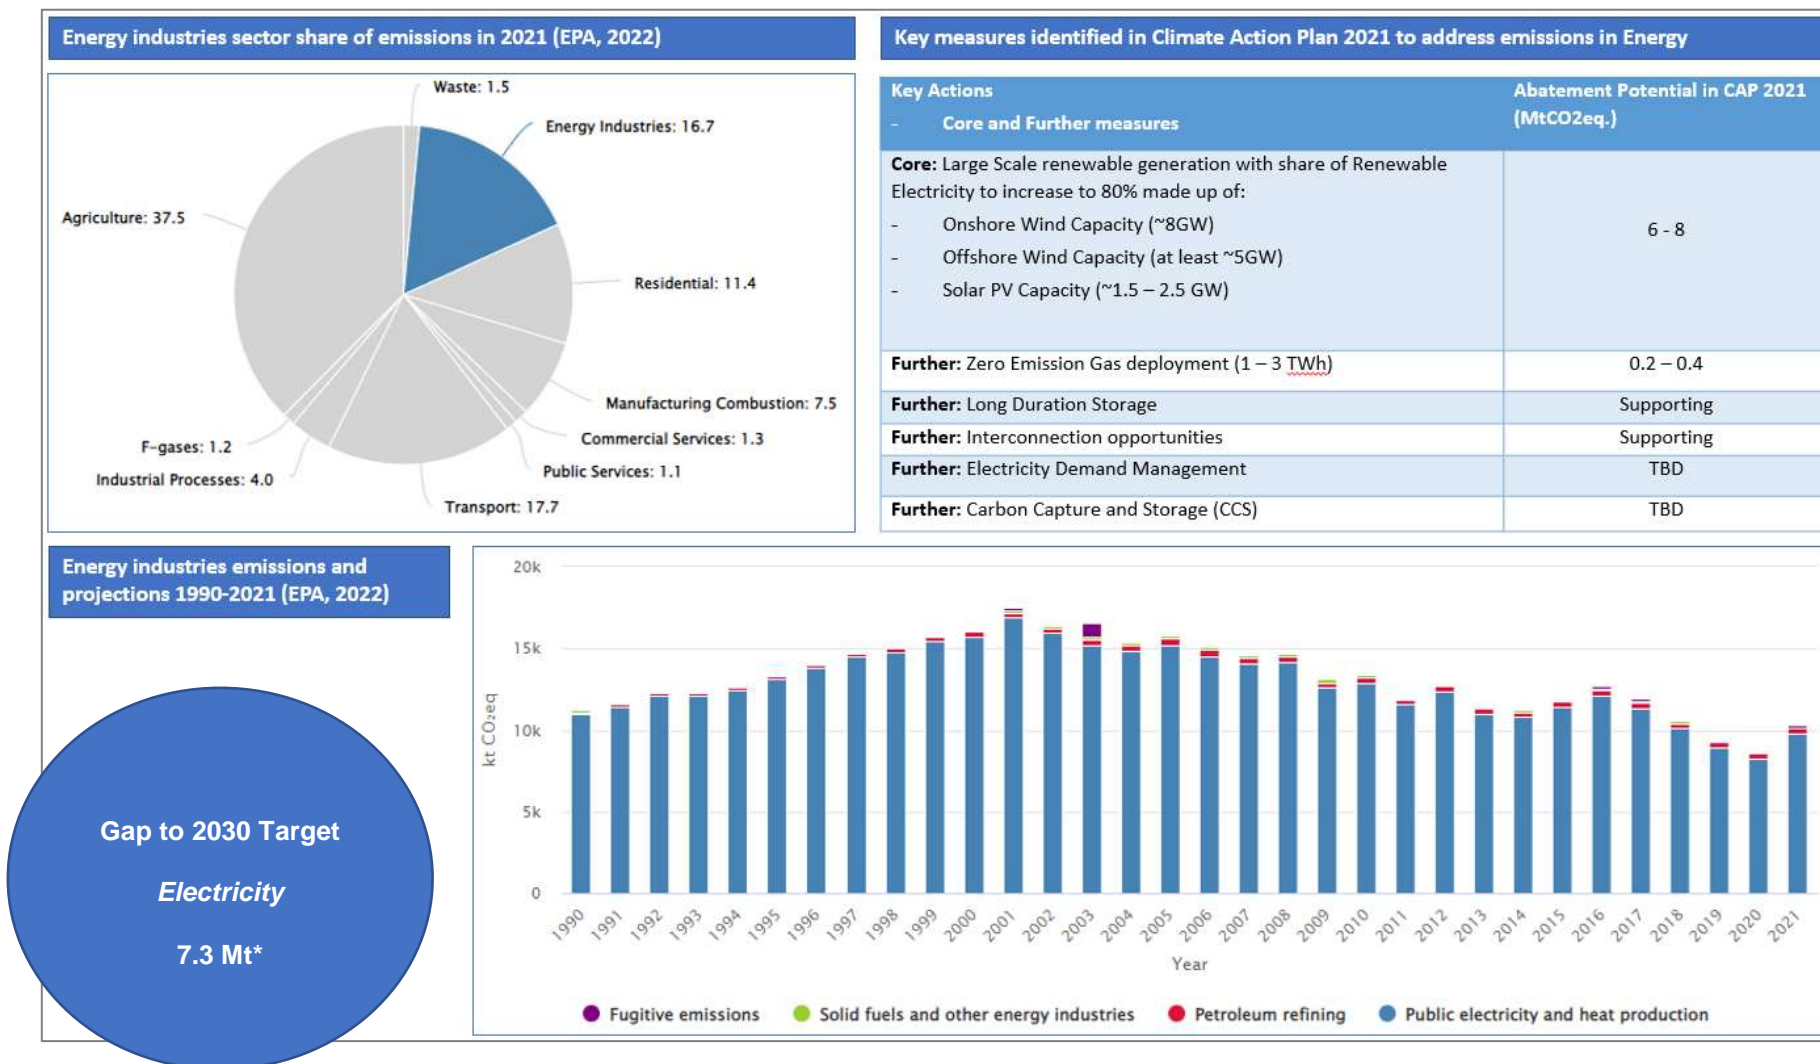 Energy industries sector share of emissions in 2021 (EPA, 2022)
Waste: 1.5
Energy Industries: 16.7
Agriculture: 37.5
Residential: 11.4
Manufacturing Combustion: 7.5
Commercial Services: 1.3
F-gases: 1.2
Public Services: 1.1
Industrial Processes: 4.0
Transport: 17.7
Key measures identified in Climate Action Plan 2021 to address emissions in Energy
Key Actions
- Core and Further measures
Abatement Potential in CAP 2021
(MtCO2eq.)
Core: Large Scale renewable generation with share of Renewable
Electricity to increase to 80% made up of:
- Onshore Wind Capacity (~8GW)
- Offshore Wind Capacity (at least ~5GW)
- Solar PV Capacity (~1.5 – 2.5 GW)
6 - 8
Further: Zero Emission Gas deployment (1 – 3 TWh)
0.2 – 0.4
Further: Long Duration Storage
Supporting
Further: Interconnection opportunities
Supporting
Further: Electricity Demand Management
TBD
Further: Carbon Capture and Storage (CCS)
TBD
Energy industries emissions and
projections 1990-2021 (EPA, 2022)
Gap to 2030 Target
Electricity
7.3 Mt*
kt CO₂eq
20k
15k
10k
5k
0
1990
1991
1992
1993
1994
1995
1996
1997
1998
1999
2000
2001
2002
2003
2004
2005
2006
2007
2008
2009
2010
2011
2012
2013
2014
2015
2016
2017
2018
2019
2020
2021
Year
Fugitive emissions
Solid fuels and other energy industries
Petroleum refining
Public electricity and heat production